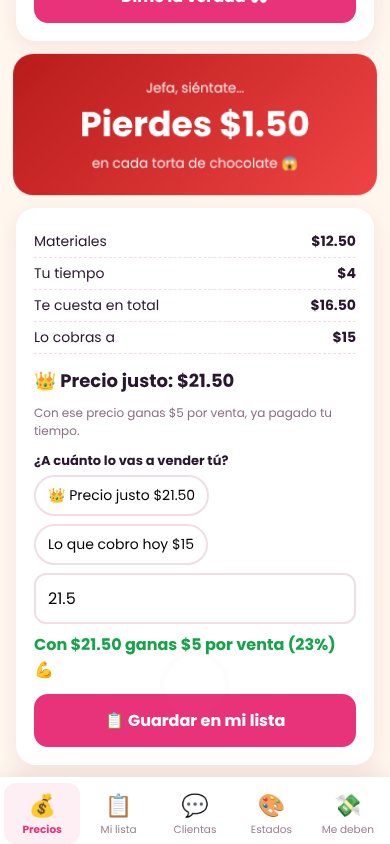 Dime la verdad 👀
Jefa, siéntate…
Pierdes $1.50
en cada torta de chocolate 😱
Materiales $12.50
Tu tiempo $4
Te cuesta en total $16.50
Lo cobras a $15
👑 Precio justo: $21.50
Con ese precio ganas $5 por venta, ya pagado tu
tiempo.
¿A cuánto lo vas a vender tú?
👑 Precio justo $21.50
Lo que cobro hoy $15
21.5
Con $21.50 ganas $5 por venta (23%)
💪
📋 Guardar en mi lista
Precios Mi lista Clientas Estados Me deben